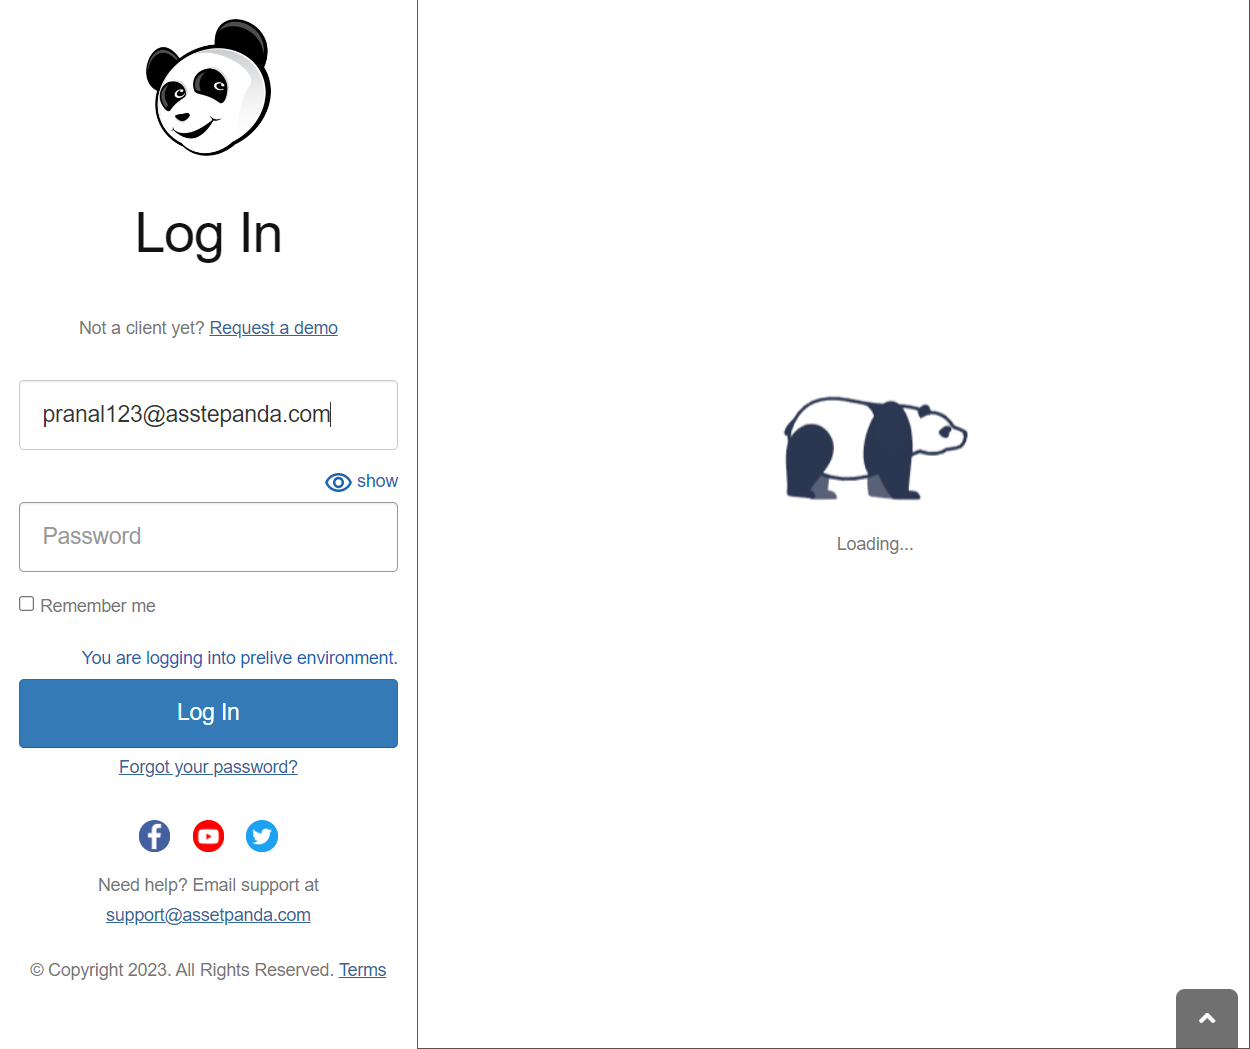 Log In
Not a client yet? Request a demo
pranal123@asstepanda.com
show
Password
Remember me
You are logging into prelive environment.
Log In
Forgot your password?
Need help? Email support at
support@assetpanda.com
© Copyright 2023. All Rights Reserved. Terms
Loading...